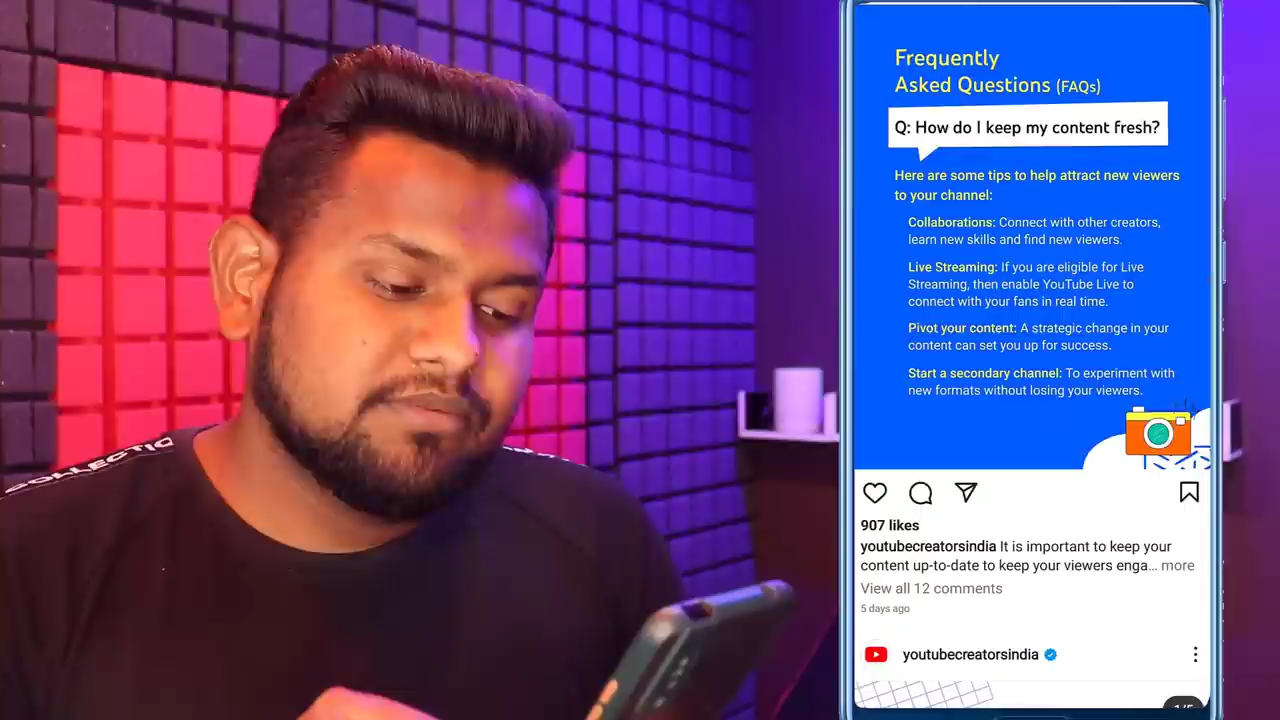 COLLECTIO
Frequently
Asked Questions (FAQs)
Q: How do I keep my content fresh?
Here are some tips to help attract new viewers
to your channel:
Collaborations: Connect with other creators,
learn new skills and find new viewers.
Live Streaming: If you are eligible for Live
Streaming, then enable YouTube Live to
connect with your fans in real time.
Pivot your content: A strategic change in your
content can set you up for success.
Start a secondary channel: To experiment with
new formats without losing your viewers.
907 likes
youtubecreatorsindia It is important to keep your
content up-to-date to keep your viewers enga... more
View all 12 comments
5 days ago
youtubecreatorsindia